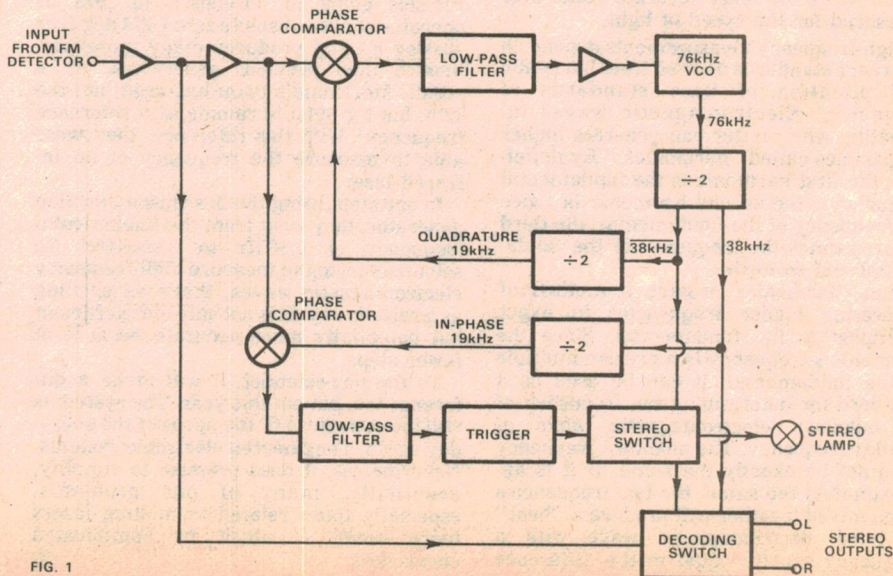 PHASE
COMPARATOR
INPUT
FROM FM
DETECTOR
LOW-PASS
FILTER
76kHz
VCO
76kHz
÷2
38kHz
38kHz
QUADRATURE
19kHz
÷2
PHASE
COMPARATOR
IN-PHASE
19kHz
÷2
LOW-PASS
FILTER
TRIGGER
STEREO
SWITCH
STEREO
LAMP
DECODING
SWITCH
L
R
STEREO
OUTPUTS
FIG. 1